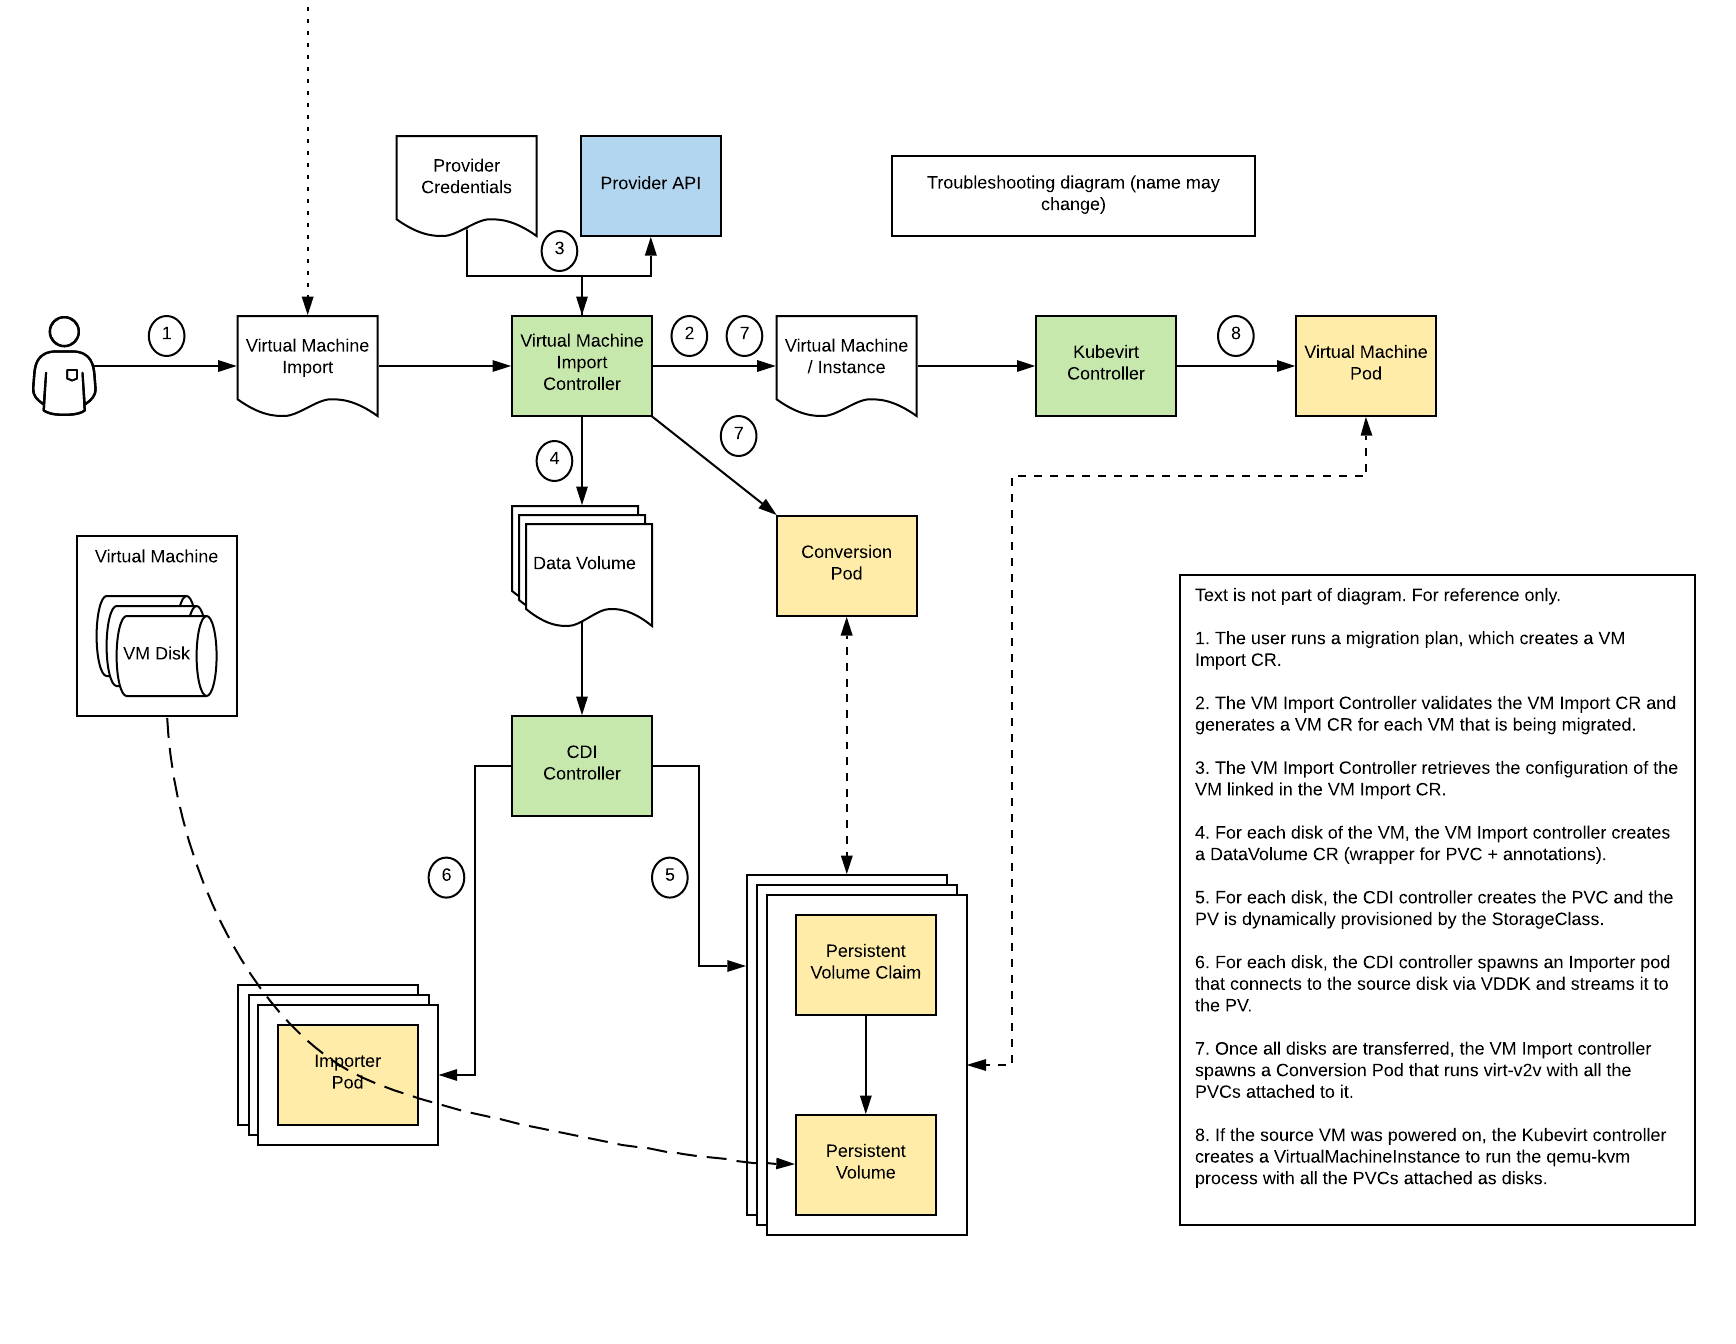 Provider
Credentials
Provider API
Troubleshooting diagram (name may
change)
3
1
Virtual Machine
Import
Virtual Machine
Import
Controller
2
7
Virtual Machine
/ Instance
Kubevirt
Controller
8
Virtual Machine
Pod
7
4
Virtual Machine
VM Disk
Data Volume
Conversion
Pod
CDI
Controller
6
5
Importer
Pod
Persistent
Volume Claim
Persistent
Volume
Text is not part of diagram. For reference only.
1. The user runs a migration plan, which creates a VM
Import CR.
2. The VM Import Controller validates the VM Import CR and
generates a VM CR for each VM that is being migrated.
3. The VM Import Controller retrieves the configuration of the
VM linked in the VM Import CR.
4. For each disk of the VM, the VM Import controller creates
a DataVolume CR (wrapper for PVC + annotations).
5. For each disk, the CDI controller creates the PVC and the
PV is dynamically provisioned by the StorageClass.
6. For each disk, the CDI controller spawns an Importer pod
that connects to the source disk via VDDK and streams it to
the PV.
7. Once all disks are transferred, the VM Import controller
spawns a Conversion Pod that runs virt-v2v with all the
PVCs attached to it.
8. If the source VM was powered on, the Kubevirt controller
creates a VirtualMachineInstance to run the qemu-kvm
process with all the PVCs attached as disks.